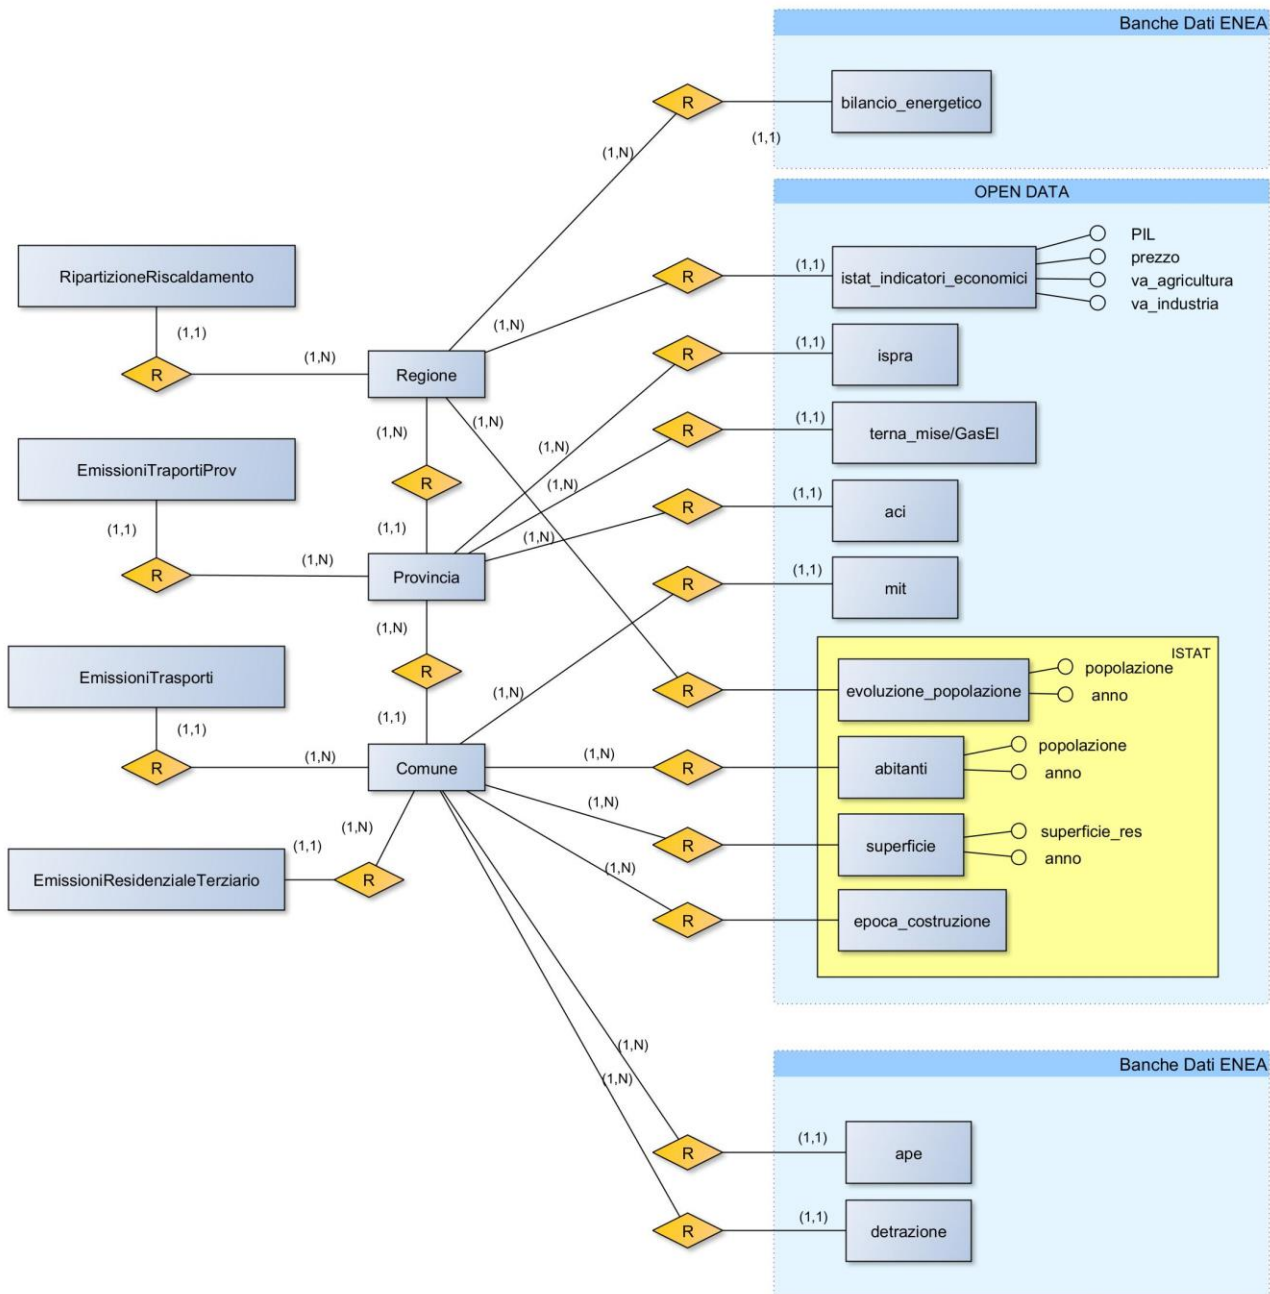 Banche Dati ENEA
R
bilancio_energetico
(1,1)
(1,N)
OPEN DATA
PIL
prezzo
va_agricoltura
va_industria
RipartizioneRiscaldamento
R
(1,1)
istat_indicatori_economici
(1,N)
(1,1)
(1,N)
R
Regione
R
(1,1)
ispra
(1,N)
(1,N)
R
(1,1)
terna_mise/GasEl
EmissioniTraportiProv
(1,N)
R
(1,N)
(1,1)
(1,1)
(1,N)
R
(1,1)
aci
(1,N)
R
Provincia
R
(1,1)
mit
(1,N)
R
(1,N)
ISTAT
EmissioniTrasporti
R
evoluzione_popolazione
popolazione
anno
(1,1)
(1,1)
(1,N)
R
Comune
(1,N)
R
abitanti
popolazione
anno
(1,N)
R
superficie
superficie_res
anno
(1,N)
(1,1)
EmissioniResidenzialeTerziario
R
(1,N)
R
epoca_costruzione
Banche Dati ENEA
(1,N)
(1,N)
R
(1,1)
ape
R
(1,1)
detrazione